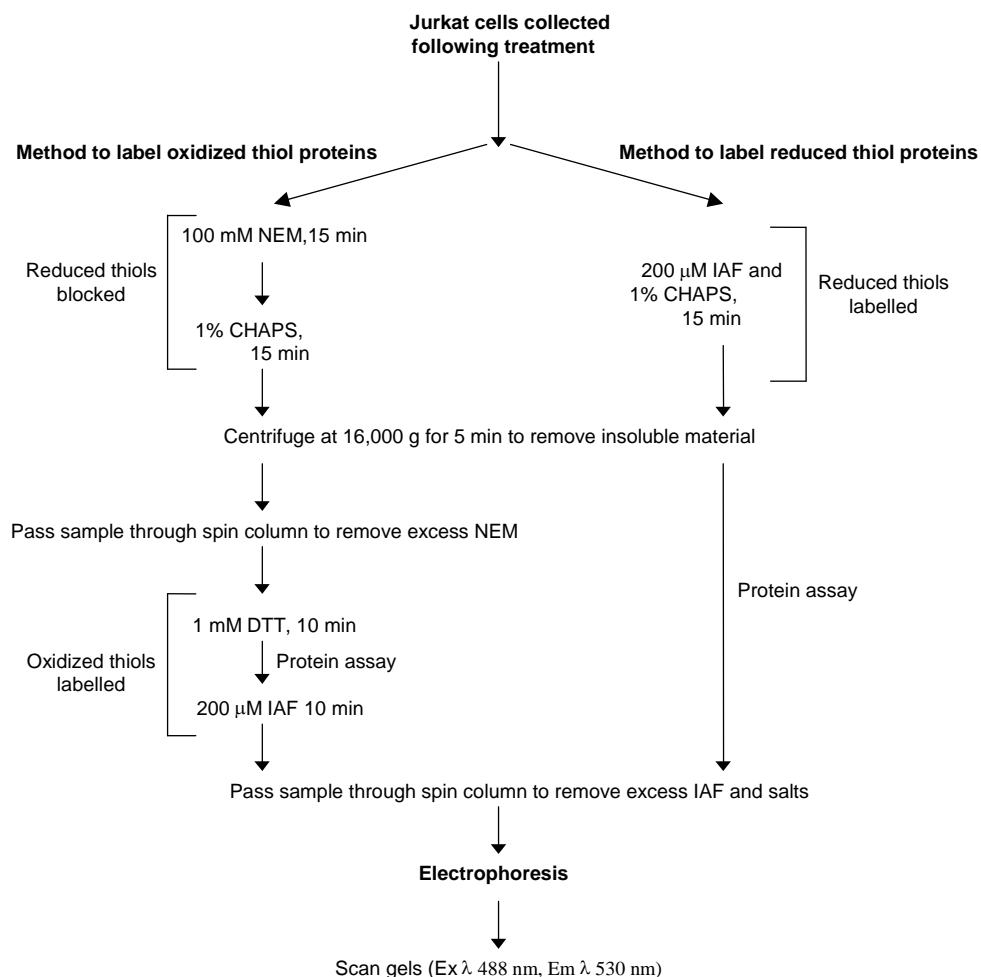 Jurkat cells collected
following treatment
Method to label oxidized thiol proteins
Method to label reduced thiol proteins
100 mM NEM,15 min
Reduced thiols
blocked
1% CHAPS,
15 min
200 μM IAF and
1% CHAPS,
15 min
Reduced thiols
labelled
Centrifuge at 16,000 g for 5 min to remove insoluble material
Pass sample through spin column to remove excess NEM
1 mM DTT, 10 min
Oxidized thiols
labelled
Protein assay
200 μM IAF 10 min
Protein assay
Pass sample through spin column to remove excess IAF and salts
Electrophoresis
Scan gels (Ex λ 488 nm, Em λ 530 nm)